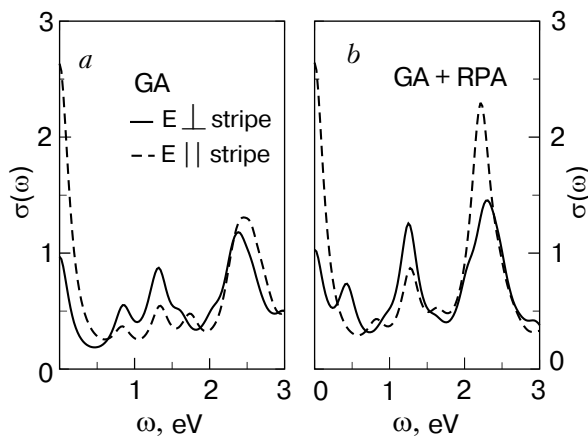 3
a
GA
E ⊥ stripe
E || stripe
2
σ(ω)
1
0
1
2
3
ω, eV
3
b
GA + RPA
2
σ(ω)
1
0
0
1
2
3
ω, eV